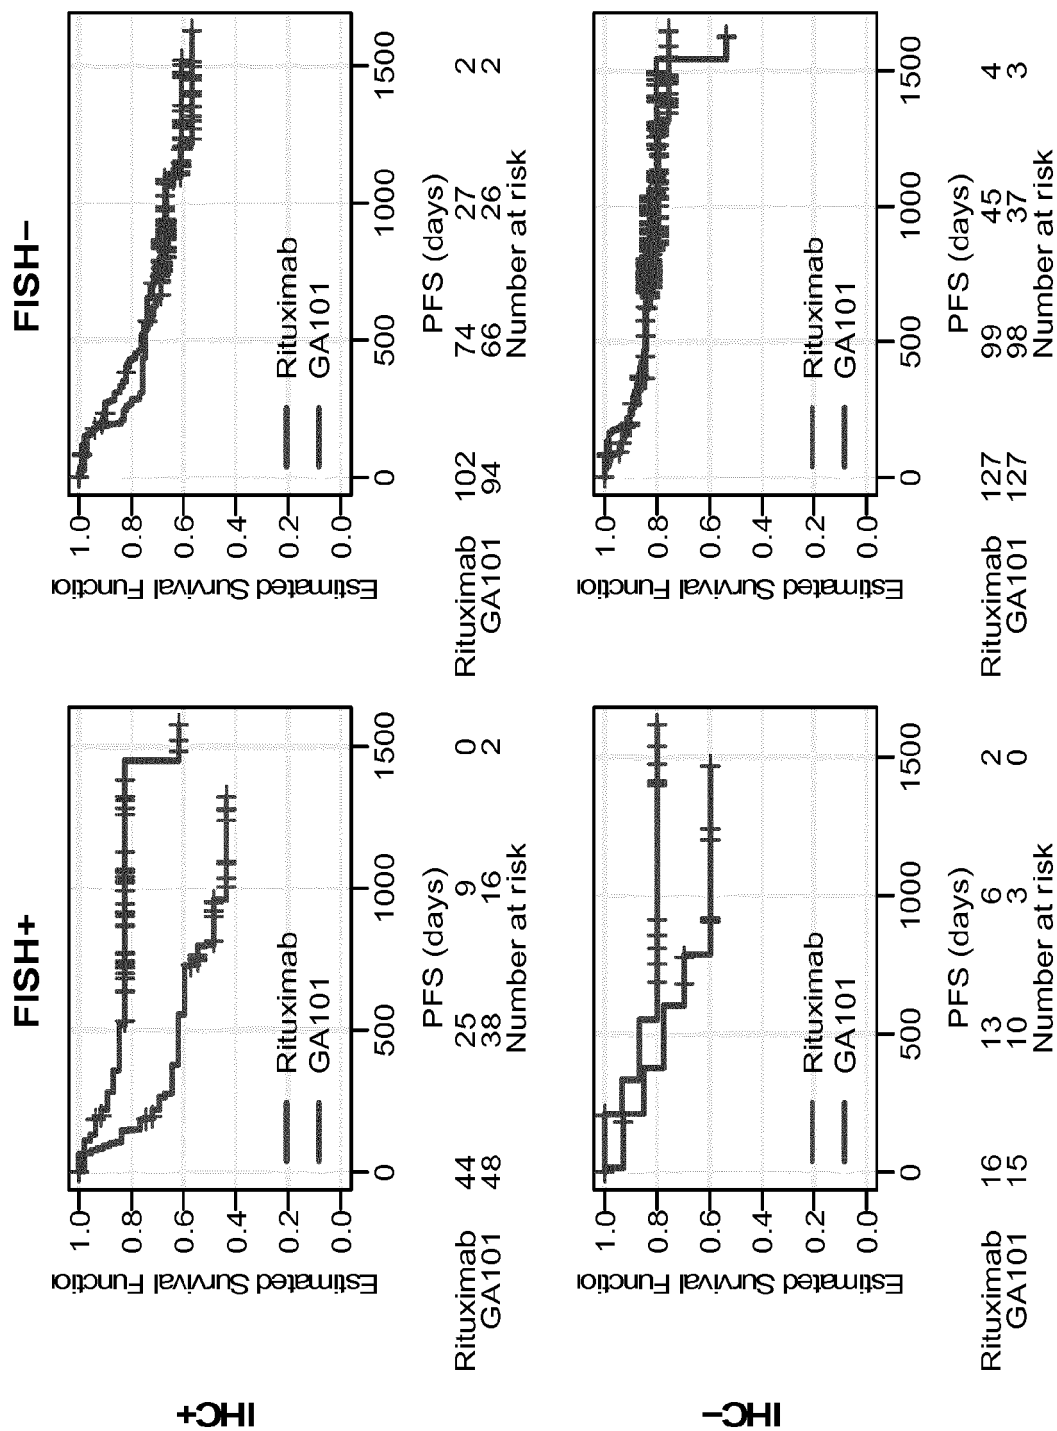 FISH+
FISH−
IHC+
Estimated Survival Functio
1.0
0.8
0.6
0.4
0.2
0.0
Rituximab
GA101
0 500 1000 1500
PFS (days)
Rituximab 44 25 9 0
GA101 48 38 16 2
Number at risk
Estimated Survival Functio
1.0
0.8
0.6
0.4
0.2
0.0
Rituximab
GA101
0 500 1000 1500
PFS (days)
Rituximab 102 74 27 2
GA101 94 66 26 2
Number at risk
IHC−
Estimated Survival Functio
1.0
0.8
0.6
0.4
0.2
0.0
Rituximab
GA101
0 500 1000 1500
PFS (days)
Rituximab 16 13 6 2
GA101 15 10 3 0
Number at risk
Estimated Survival Functio
1.0
0.8
0.6
0.4
0.2
0.0
Rituximab
GA101
0 500 1000 1500
PFS (days)
Rituximab 127 99 45 4
GA101 127 98 37 3
Number at risk